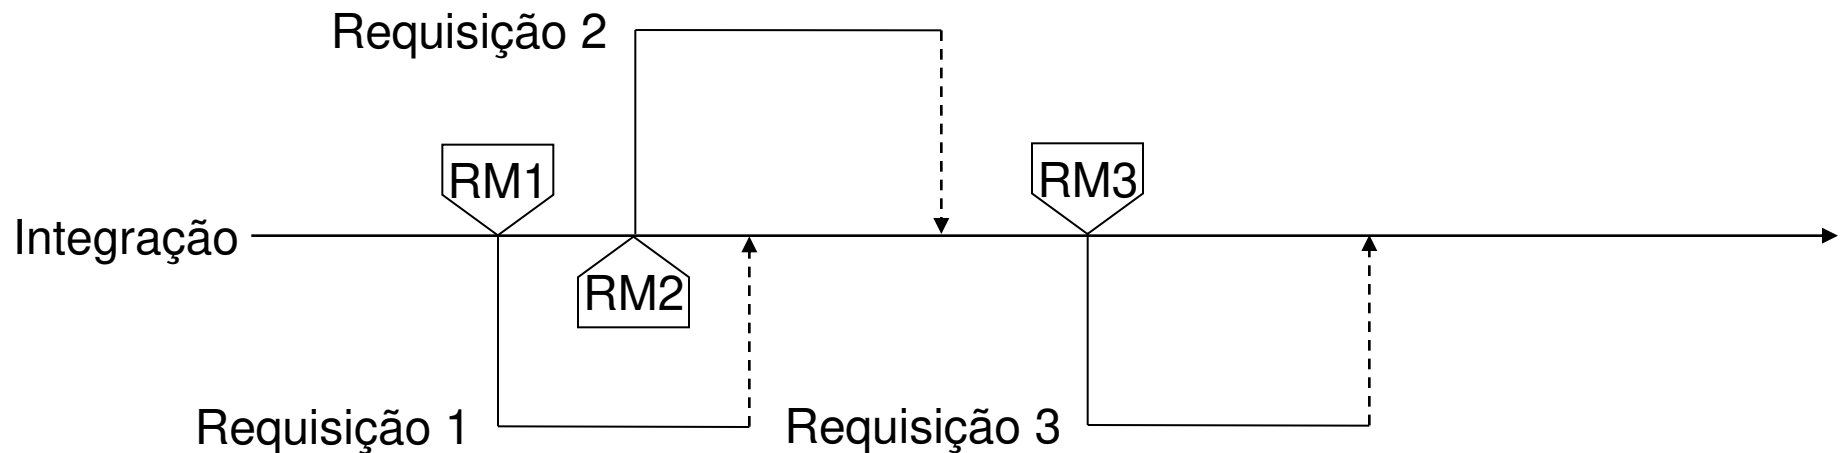 Requisição 2
RM1
RM3
Integração
RM2
Requisição 1
Requisição 3